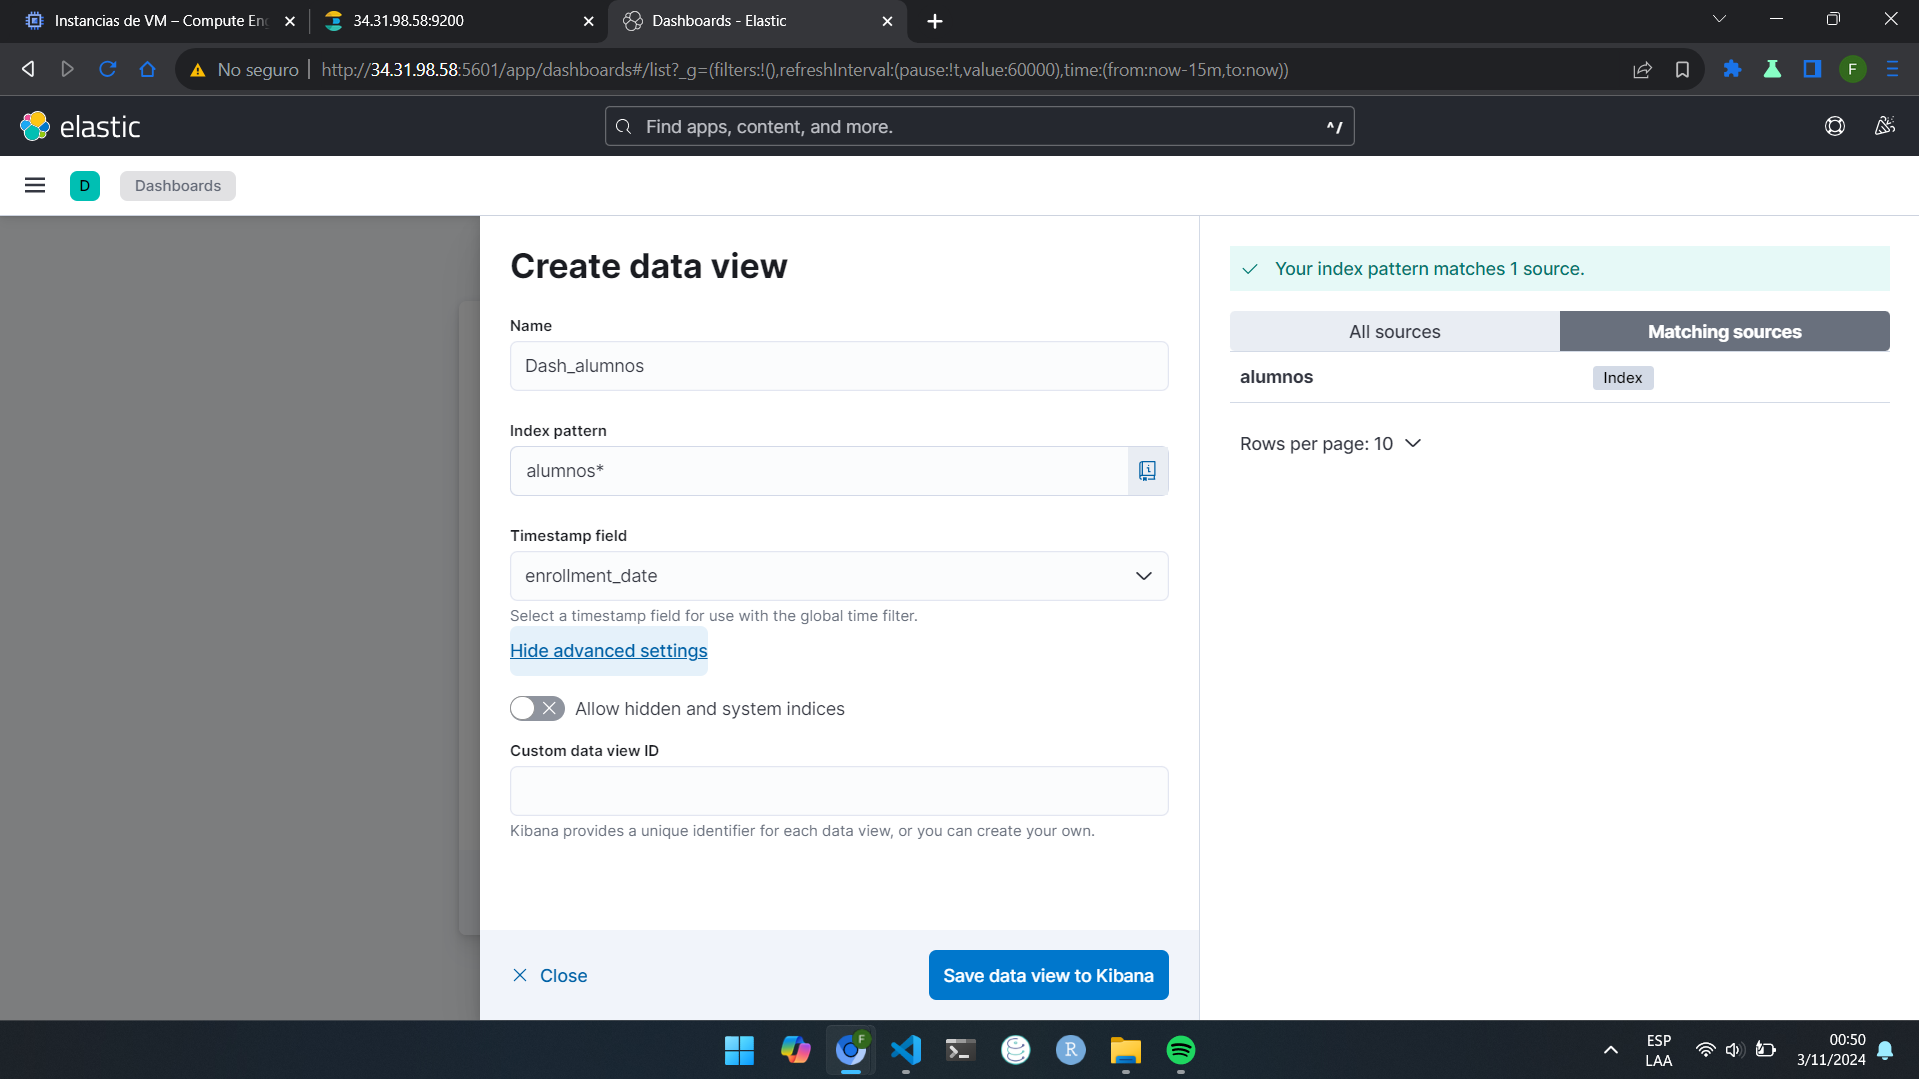 Instancias de VM – Compute En
34.31.98.58:9200
Dashboards - Elastic
No seguro
http://34.31.98.58:5601/app/dashboards#/list?_g=(filters:!(),refreshInterval:(pause:!t,value:60000),time:(from:now-15m,to:now))
F
elastic
Find apps, content, and more.
^/
D
Dashboards
Create data view
Name
Dash_alumnos
Index pattern
alumnos*
Timestamp field
enrollment_date
Select a timestamp field for use with the global time filter.
Hide advanced settings
Allow hidden and system indices
Custom data view ID
Kibana provides a unique identifier for each data view, or you can create your own.
Close
Save data view to Kibana
Your index pattern matches 1 source.
All sources
Matching sources
alumnos
Index
Rows per page: 10
F
R
ESP
LAA
00:50
3/11/2024